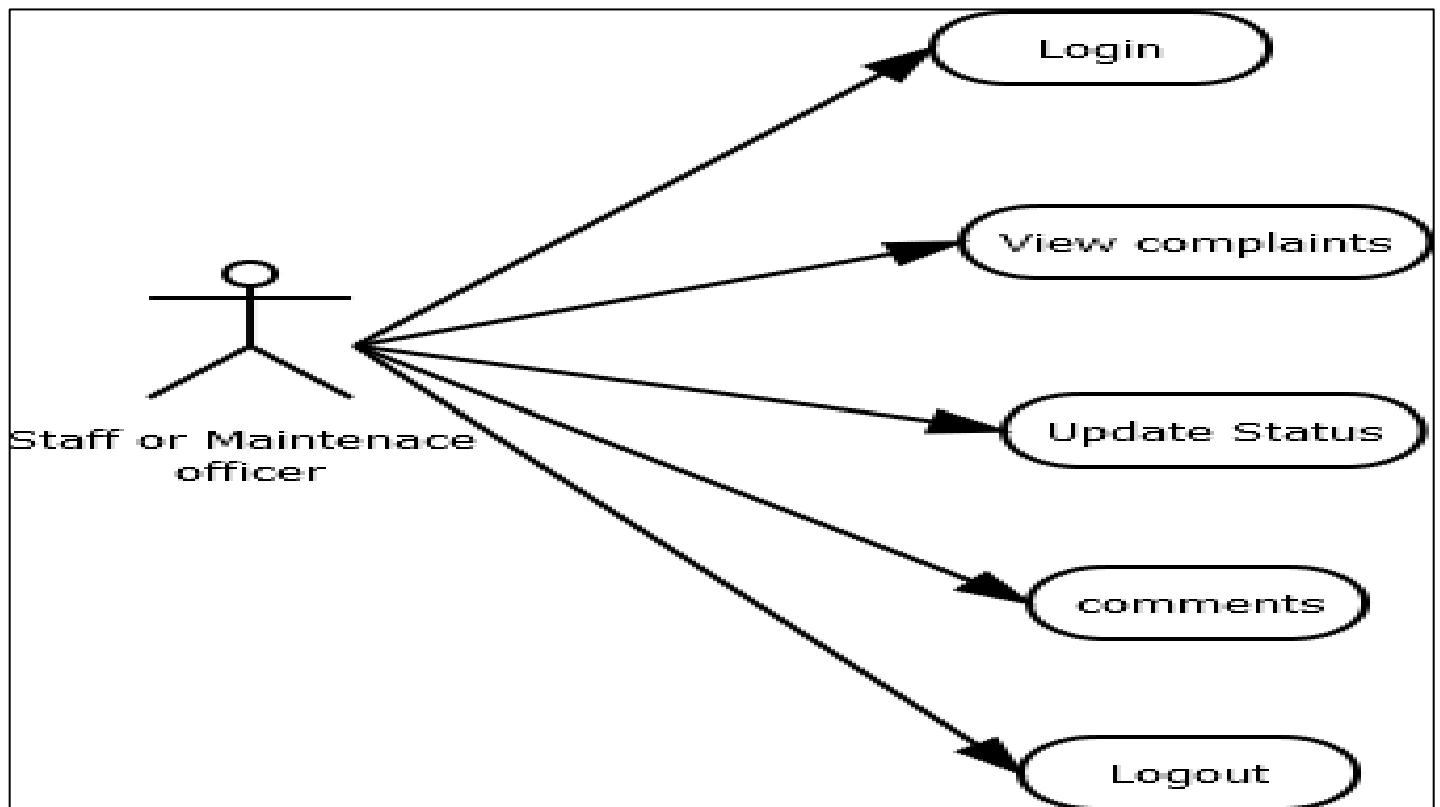 Login
View complaints
Staff or Maintenace
officer
Update Status
comments
Logout